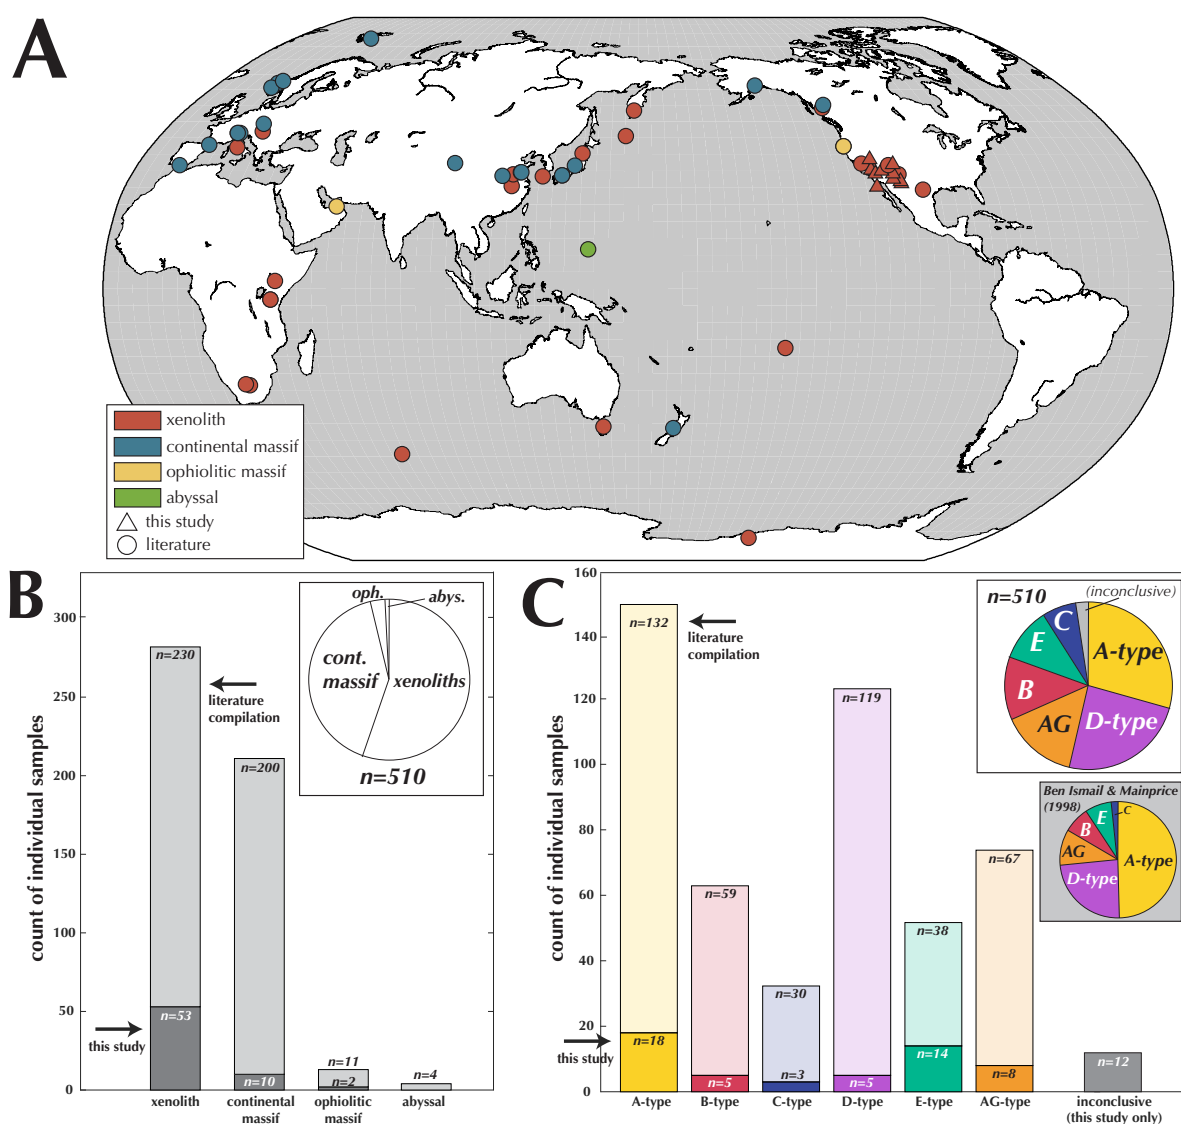 A
xenolith
continental massif
ophiolitic massif
abyssal
this study
literature
B
count of individual samples
300
250
200
150
100
50
0
n=230
n=53
n=200
n=10
n=11
n=2
n=4
literature
compilation
this study
xenolith
continental
massif
ophiolitic
massif
abyssal
oph.
abys.
cont.
massif
xenoliths
n=510
C
count of individual samples
160
140
120
100
80
60
40
20
0
n=132
n=18
n=59
n=5
n=30
n=3
n=119
n=5
n=38
n=14
n=67
n=8
n=12
literature
compilation
this study
A-type
B-type
C-type
D-type
E-type
AG-type
inconclusive
(this study only)
n=510
(inconclusive)
C
E
B
AG
A-type
D-type
Ben Ismail & Mainprice
(1998)
C
E
B
AG
A-type
D-type